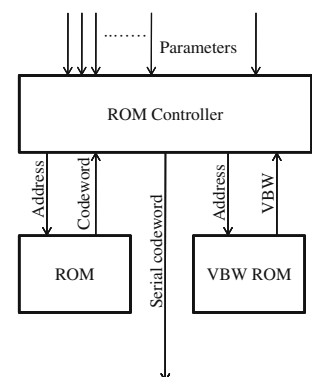 ........
Parameters
ROM Controller
Address
Codeword
Serial codeword
Address
VBW
ROM
VBW ROM